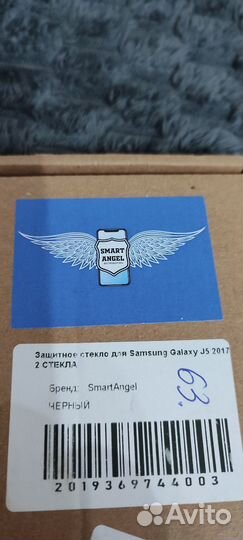 SMART
ANGEL
Защитное стекло для Samsung Galaxy J5 2017
2 СТЕКЛА
Бренд: SmartAngel
ЧЕРНЫЙ
63.
2019369744003
Avito